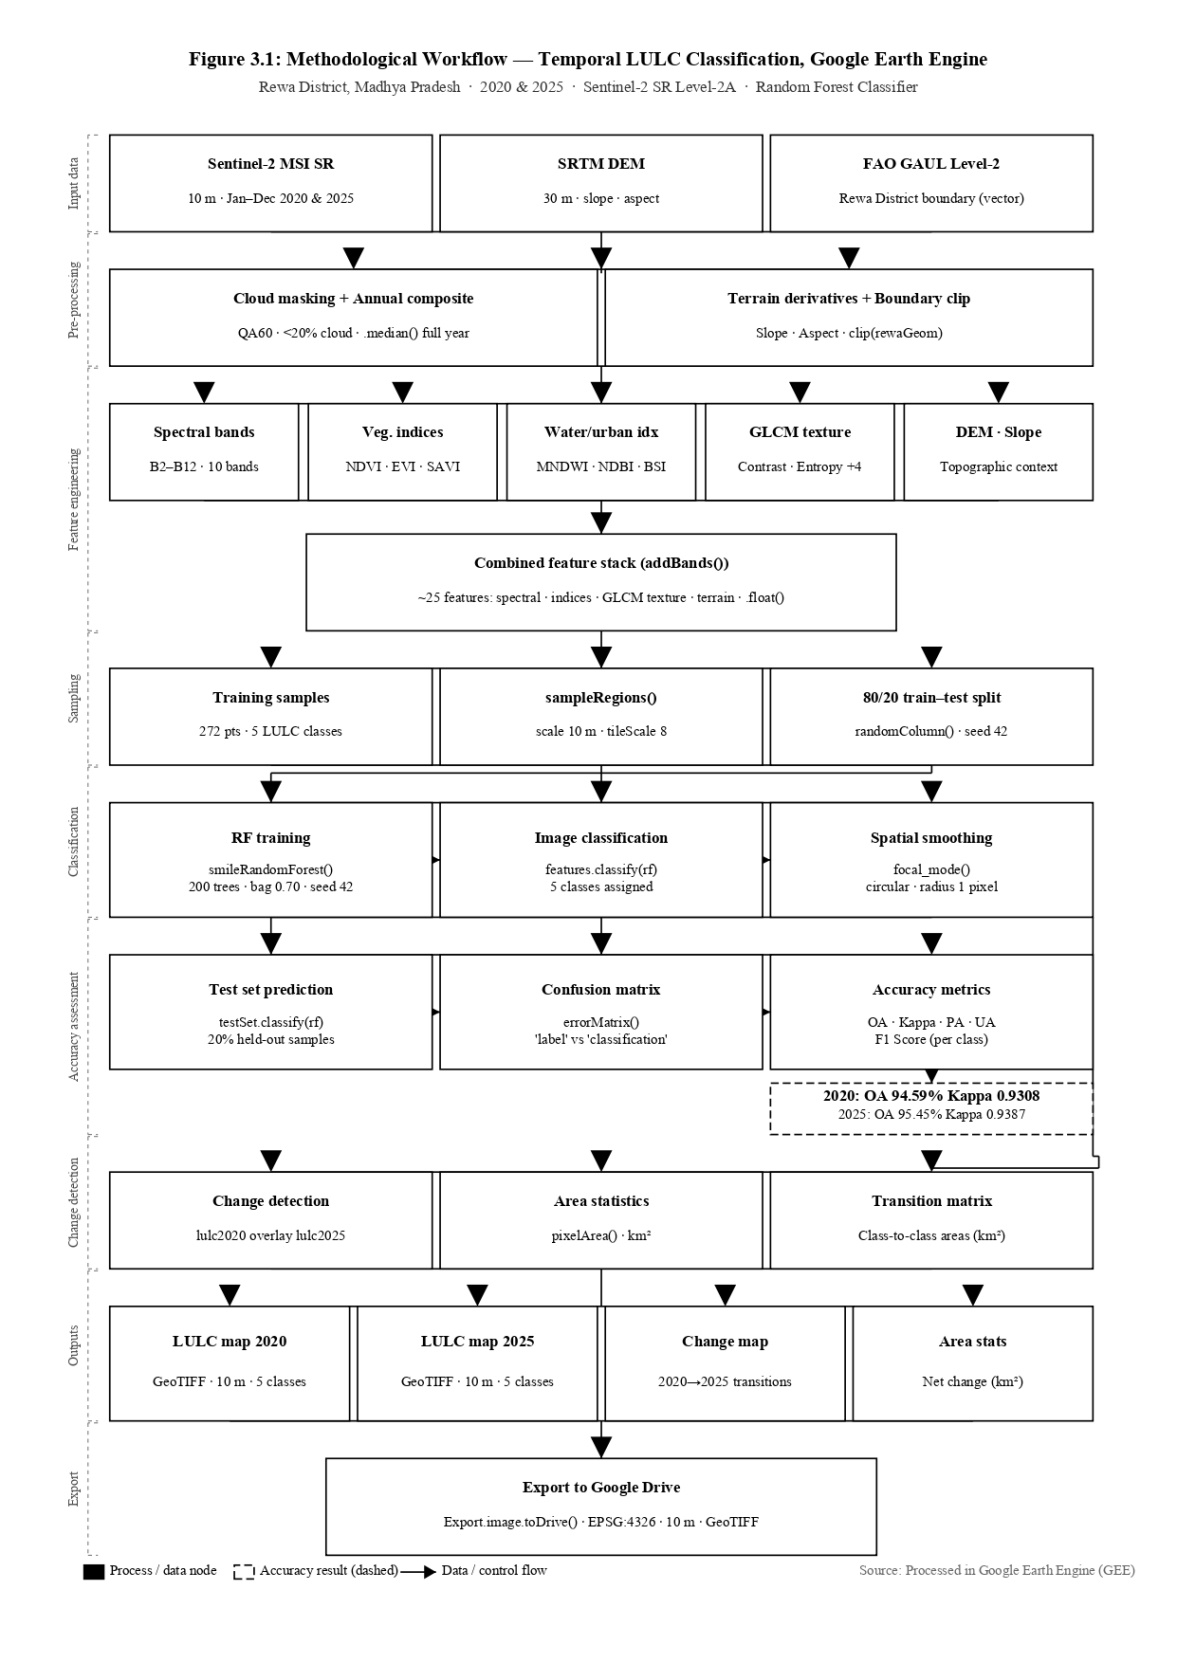 Figure 3.1: Methodological Workflow — Temporal LULC Classification, Google Earth Engine
Rewa District, Madhya Pradesh · 2020 & 2025 · Sentinel-2 SR Level-2A · Random Forest Classifier
Input data
Sentinel-2 MSI SR
10 m · Jan–Dec 2020 & 2025
SRTM DEM
30 m · slope · aspect
FAO GAUL Level-2
Rewa District boundary (vector)
Pre-processing
Cloud masking + Annual composite
QA60 · <20% cloud · .median() full year
Terrain derivatives + Boundary clip
Slope · Aspect · clip(rewaGeom)
Feature engineering
Spectral bands
B2–B12 · 10 bands
Veg. indices
NDVI · EVI · SAVI
Water/urban idx
MNDWI · NDBI · BSI
GLCM texture
Contrast · Entropy +4
DEM · Slope
Topographic context
Combined feature stack (addBands())
~25 features: spectral · indices · GLCM texture · terrain · .float()
Sampling
Training samples
272 pts · 5 LULC classes
sampleRegions()
scale 10 m · tileScale 8
80/20 train–test split
randomColumn() · seed 42
Classification
RF training
smileRandomForest()
200 trees · bag 0.70 · seed 42
Image classification
features.classify(rf)
5 classes assigned
Spatial smoothing
focal_mode()
circular · radius 1 pixel
Accuracy assessment
Test set prediction
testSet.classify(rf)
20% held-out samples
Confusion matrix
errorMatrix()
'label' vs 'classification'
Accuracy metrics
OA · Kappa · PA · UA
F1 Score (per class)
2020: OA 94.59% Kappa 0.9308
2025: OA 95.45% Kappa 0.9387
Change detection
Change detection
lulc2020 overlay lulc2025
Area statistics
pixelArea() · km²
Transition matrix
Class-to-class areas (km²)
Outputs
LULC map 2020
GeoTIFF · 10 m · 5 classes
LULC map 2025
GeoTIFF · 10 m · 5 classes
Change map
2020→2025 transitions
Area stats
Net change (km²)
Export
Export to Google Drive
Export.image.toDrive() · EPSG:4326 · 10 m · GeoTIFF
Process / data node
Accuracy result (dashed)
Data / control flow
Source: Processed in Google Earth Engine (GEE)